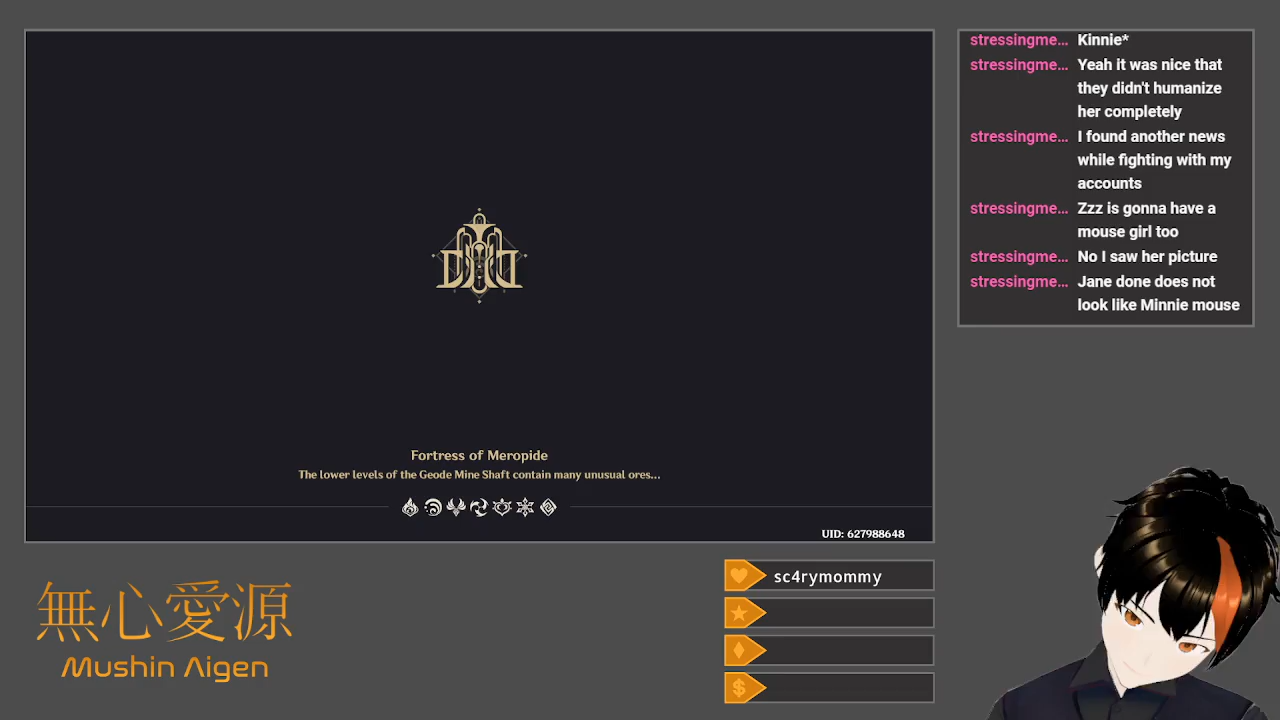 stressingme... Kinnie*
stressingme... Yeah it was nice that
they didn't humanize
her completely
stressingme... I found another news
while fighting with my
accounts
stressingme... Zzz is gonna have a
mouse girl too
stressingme... No I saw her picture
stressingme... Jane done does not
look like Minnie mouse
Fortress of Meropide
The lower levels of the Geode Mine Shaft contain many unusual ores...
UID: 627988648
sc4rymommy
無心愛源
Mushin Aigen